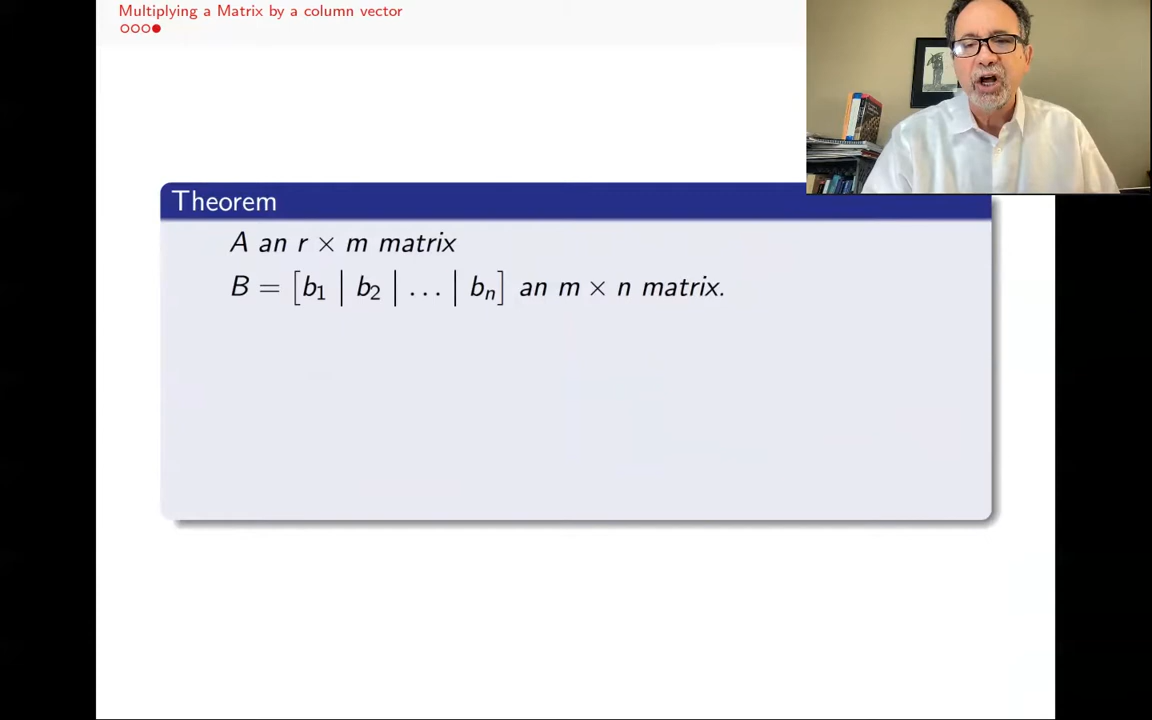 Multiplying a Matrix by a column vector
Theorem
A an r × m matrix
B = [b₁ | b₂ | … | bₙ] an m × n matrix.